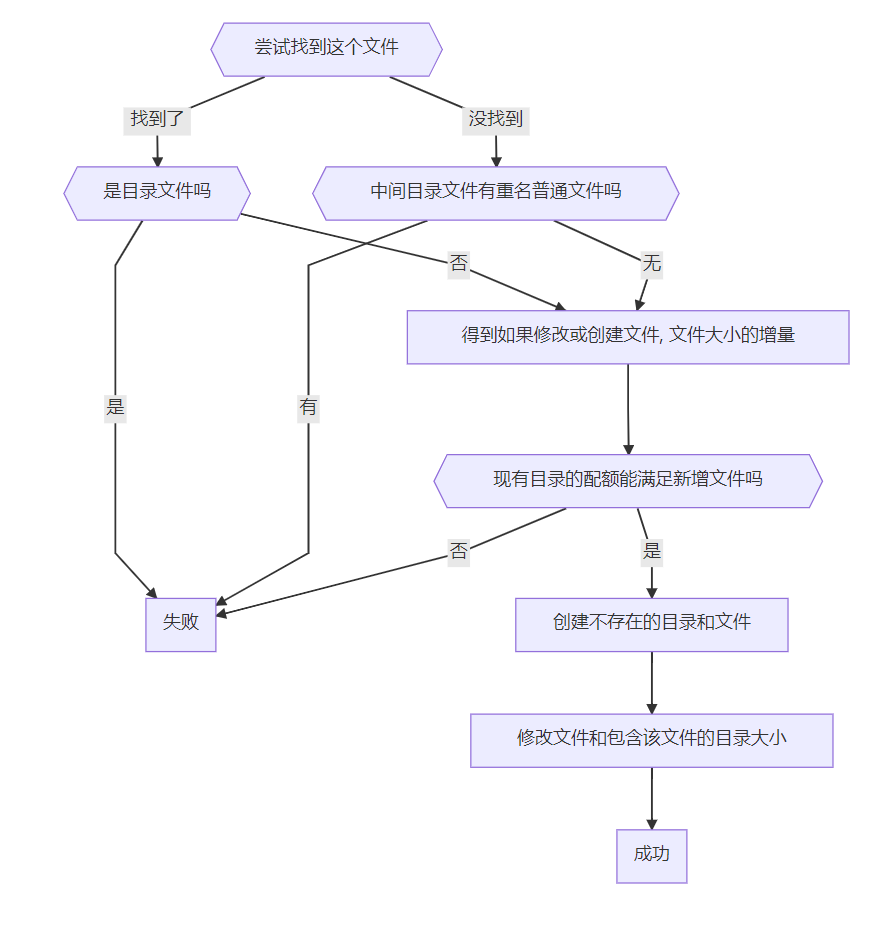 尝试找到这个文件
找到了
没找到
是目录文件吗
中间目录文件有重名普通文件吗
否
无
得到如果修改或创建文件, 文件大小的增量
是
有
现有目录的配额能满足新增文件吗
否
是
失败
创建不存在的目录和文件
修改文件和包含该文件的目录大小
成功